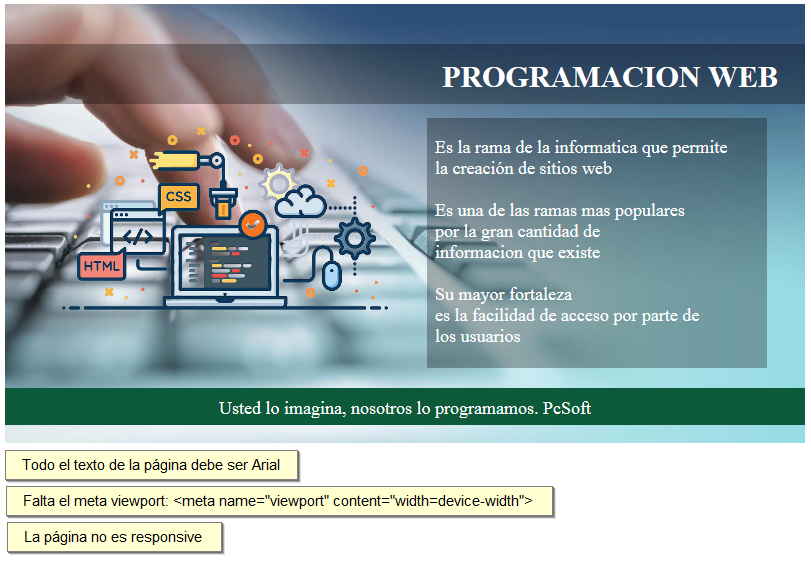 PROGRAMACION WEB
Es la rama de la informatica que permite
la creación de sitios web
Es una de las ramas mas populares
por la gran cantidad de
informacion que existe
Su mayor fortaleza
es la facilidad de acceso por parte de
los usuarios
CSS
</>
HTML
Usted lo imagina, nosotros lo programamos. PcSoft
Todo el texto de la página debe ser Arial
Falta el meta viewport: <meta name="viewport" content="width=device-width">
La página no es responsive